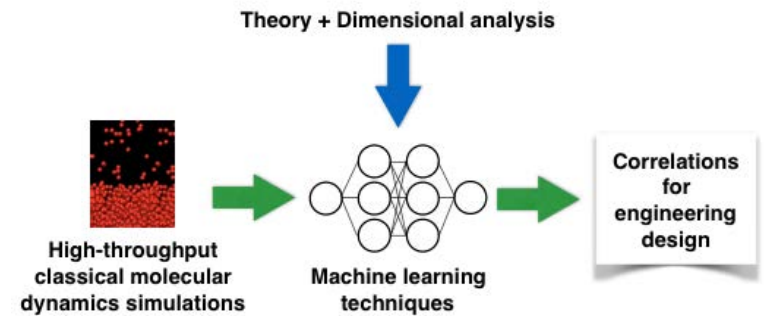 Theory + Dimensional analysis
High-throughput
classical molecular
dynamics simulations
Machine learning
techniques
Correlations
for
engineering
design